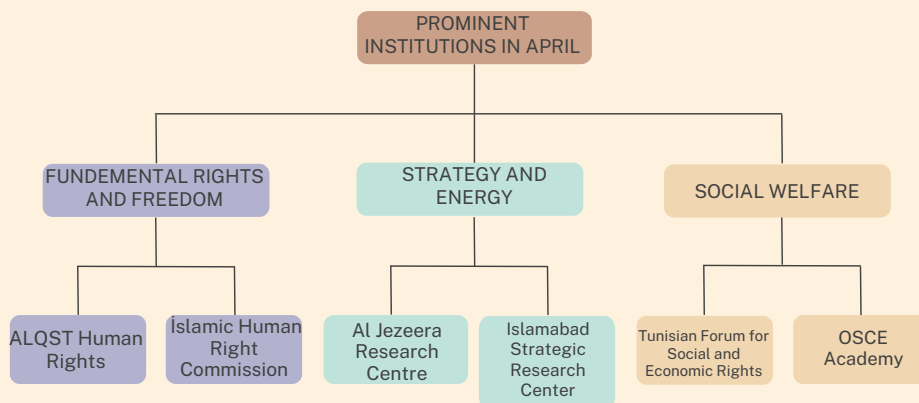 PROMINENT
INSTITUTIONS IN APRIL
FUNDEMENTAL RIGHTS
AND FREEDOM
STRATEGY AND
ENERGY
SOCIAL WELFARE
ALQST Human
Rights
İslamic Human
Right
Commission
Al Jezeera
Research
Centre
Islamabad
Strategic
Research
Center
Tunisian Forum for
Social and
Economic Rights
OSCE
Academy